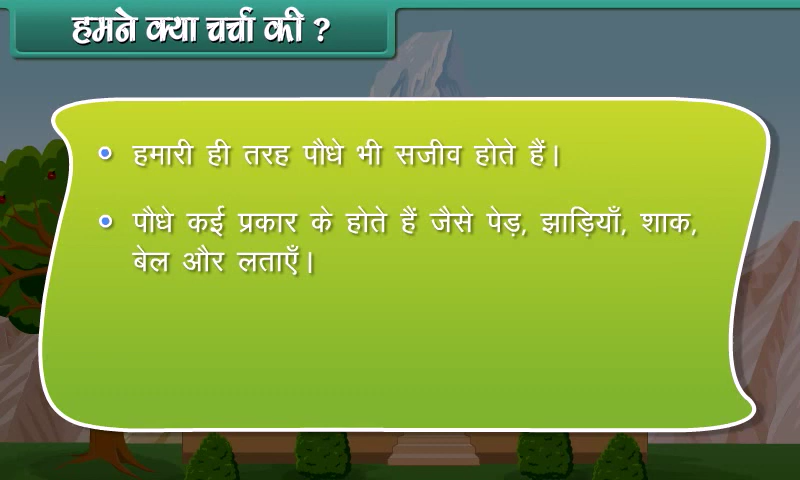 हमने क्या चर्चा की ?
हमारी ही तरह पौधे भी सजीव होते हैं।
पौधे कई प्रकार के होते हैं जैसे पेड़, झाड़ियाँ, शाक,
बेल और लताएँ।